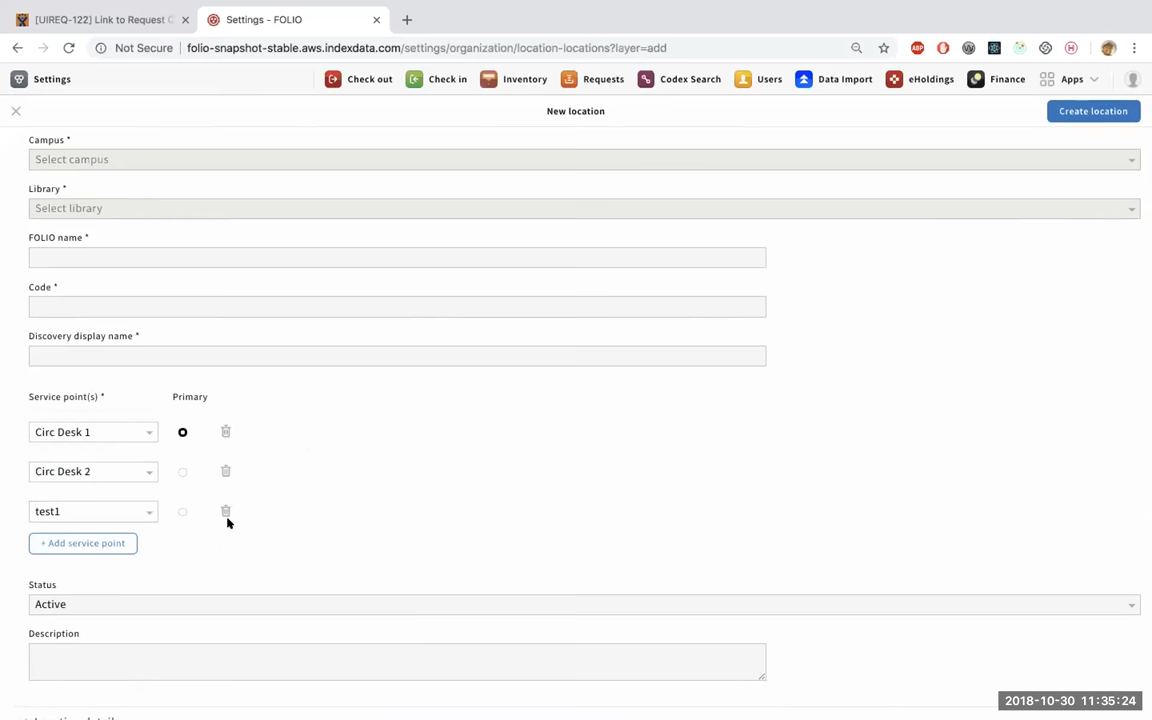 [UIREQ-122] Link to Request C
Settings - FOLIO
Not Secure folio-snapshot-stable.aws.indexdata.com/settings/organization/location-locations?layer=add
ABP
Settings Check out Check in Inventory Requests Codex Search Users Data Import eHoldings Finance Apps
New location
Create location
Campus *
Select campus
Library *
Select library
FOLIO name *
Code *
Discovery display name *
Service point(s) * Primary
Circ Desk 1
Circ Desk 2
test1
+ Add service point
Status
Active
Description
2018-10-30 11:35:24